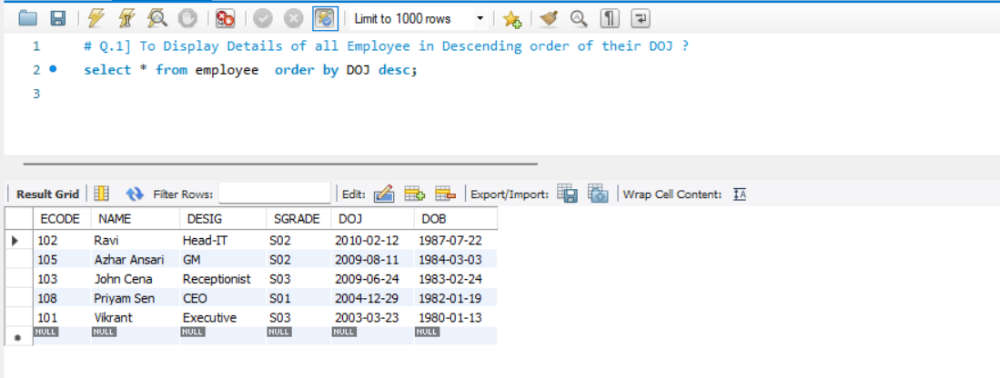 Limit to 1000 rows
1 # Q.1] To Display Details of all Employee in Descending order of their DOJ ?
2 select * from employee  order by DOJ desc;
3
Result Grid Filter Rows: Edit: Export/Import: Wrap Cell Content:
ECODE NAME DESIG SGRADE DOJ DOB
102 Ravi Head-IT S02 2010-02-12 1987-07-22
105 Azhar Ansari GM S02 2009-08-11 1984-03-03
103 John Cena Receptionist S03 2009-06-24 1983-02-24
108 Priyam Sen CEO S01 2004-12-29 1982-01-19
101 Vikrant Executive S03 2003-03-23 1980-01-13
NULL NULL NULL NULL NULL NULL